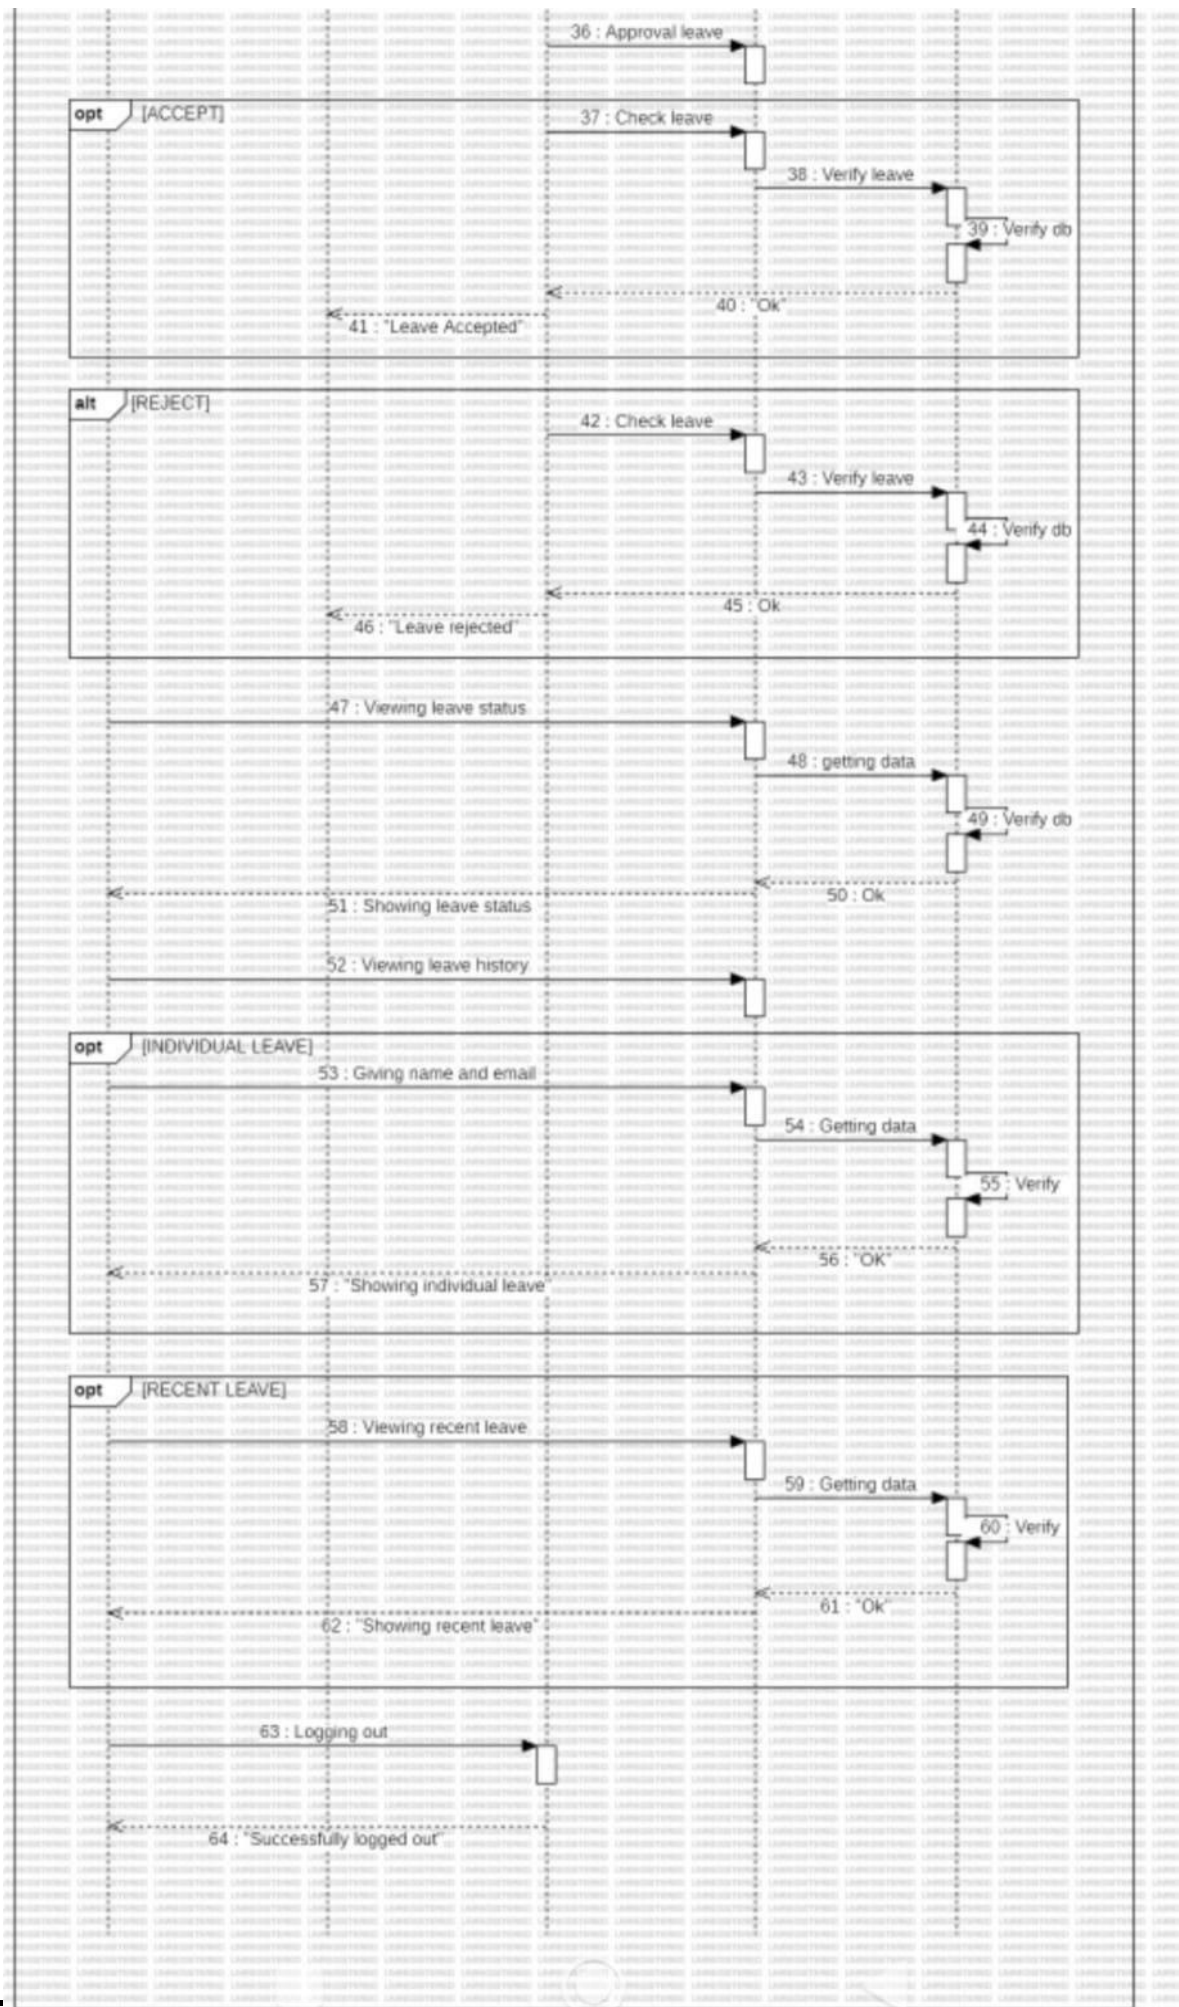 36 : Approval leave
opt [ACCEPT]
37 : Check leave
38 : Verify leave
39 : Verify db
40 : "Ok"
41 : "Leave Accepted"
alt [REJECT]
42 : Check leave
43 : Verify leave
44 : Verify db
45 : Ok
46 : "Leave rejected"
47 : Viewing leave status
48 : getting data
49 : Verify db
50 : Ok
51 : Showing leave status
52 : Viewing leave history
opt [INDIVIDUAL LEAVE]
53 : Giving name and email
54 : Getting data
55 : Verify
56 : "OK"
57 : "Showing individual leave"
opt [RECENT LEAVE]
58 : Viewing recent leave
59 : Getting data
60 : Verify
61 : "Ok"
62 : "Showing recent leave"
63 : Logging out
64 : "Successfully logged out"